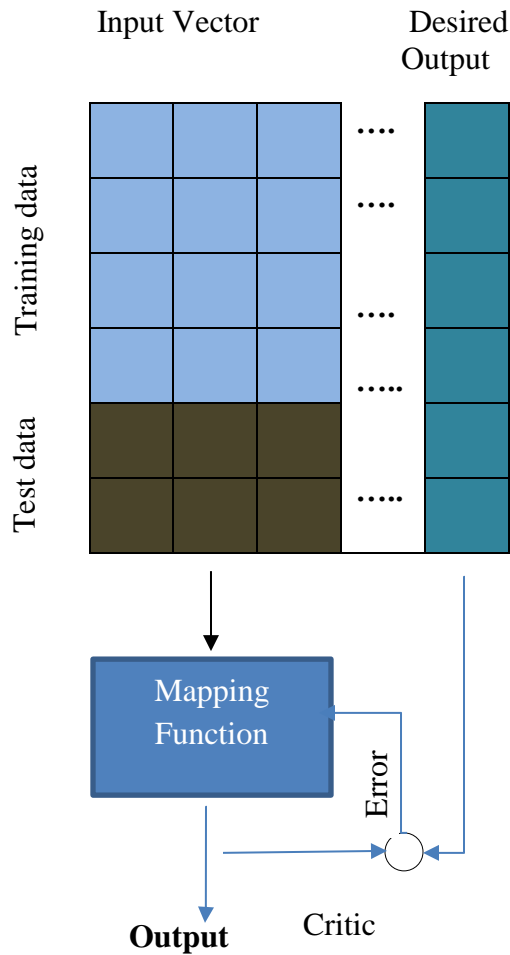 Input Vector
Desired
Output
Training data
Test data
....
....
....
.....
.....
Mapping
Function
Error
Output
Critic